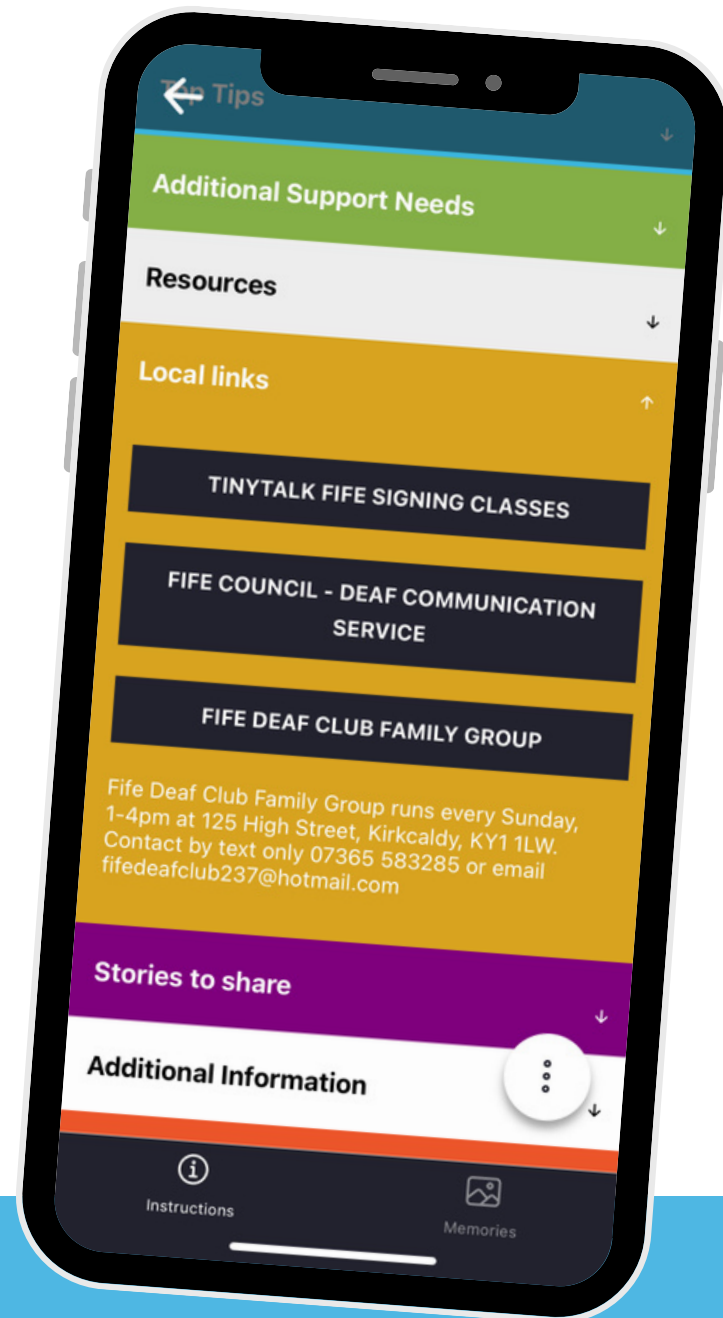 Top Tips
Additional Support Needs
Resources
Local links
TINYTALK FIFE SIGNING CLASSES
FIFE COUNCIL - DEAF COMMUNICATION
SERVICE
FIFE DEAF CLUB FAMILY GROUP
Fife Deaf Club Family Group runs every Sunday,
1-4pm at 125 High Street, Kirkcaldy, KY1 1LW.
Contact by text only 07365 583285 or email
fifedeafclub237@hotmail.com
Stories to share
Additional Information
Instructions
Memories